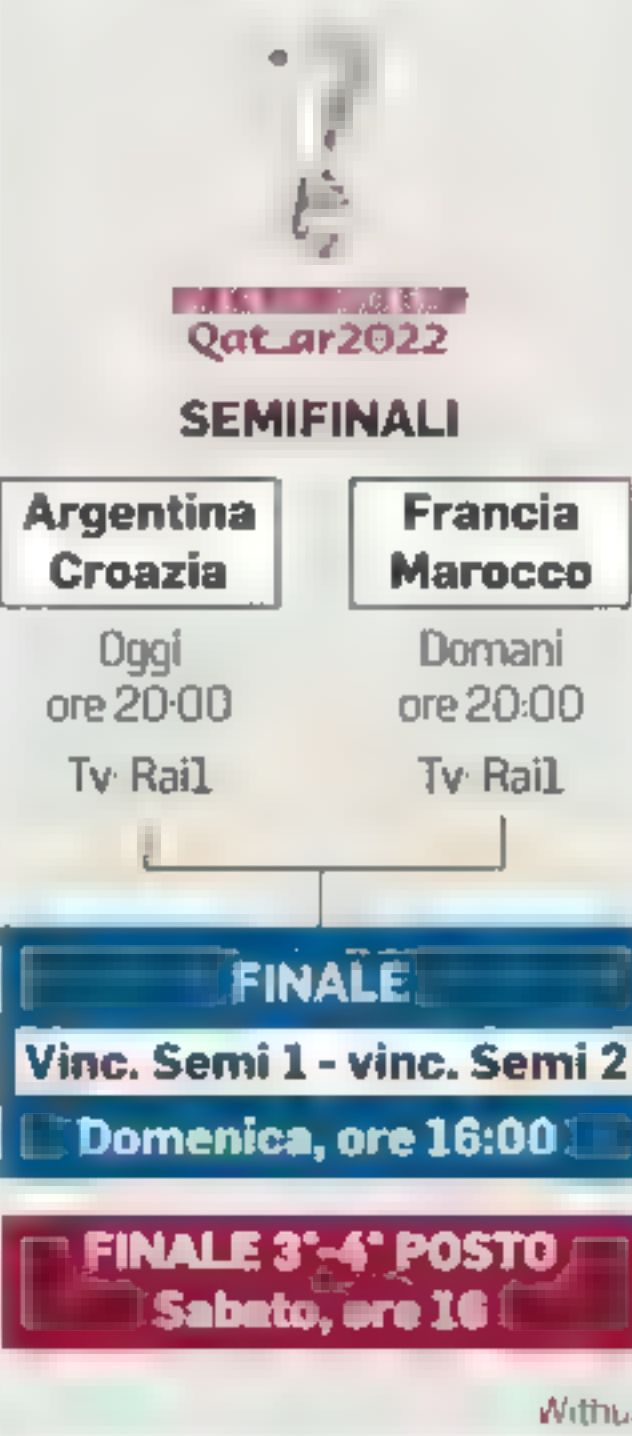 Qatar2022
SEMIFINALI
Argentina
Croazia
Oggi
ore 20:00
Tv: Rai1
Francia
Marocco
Domani
ore 20:00
Tv: Rai1
FINALE
Vinc. Semi 1 - vinc. Semi 2
Domenica, ore 16:00
FINALE 3°-4° POSTO
Sabato, ore 16